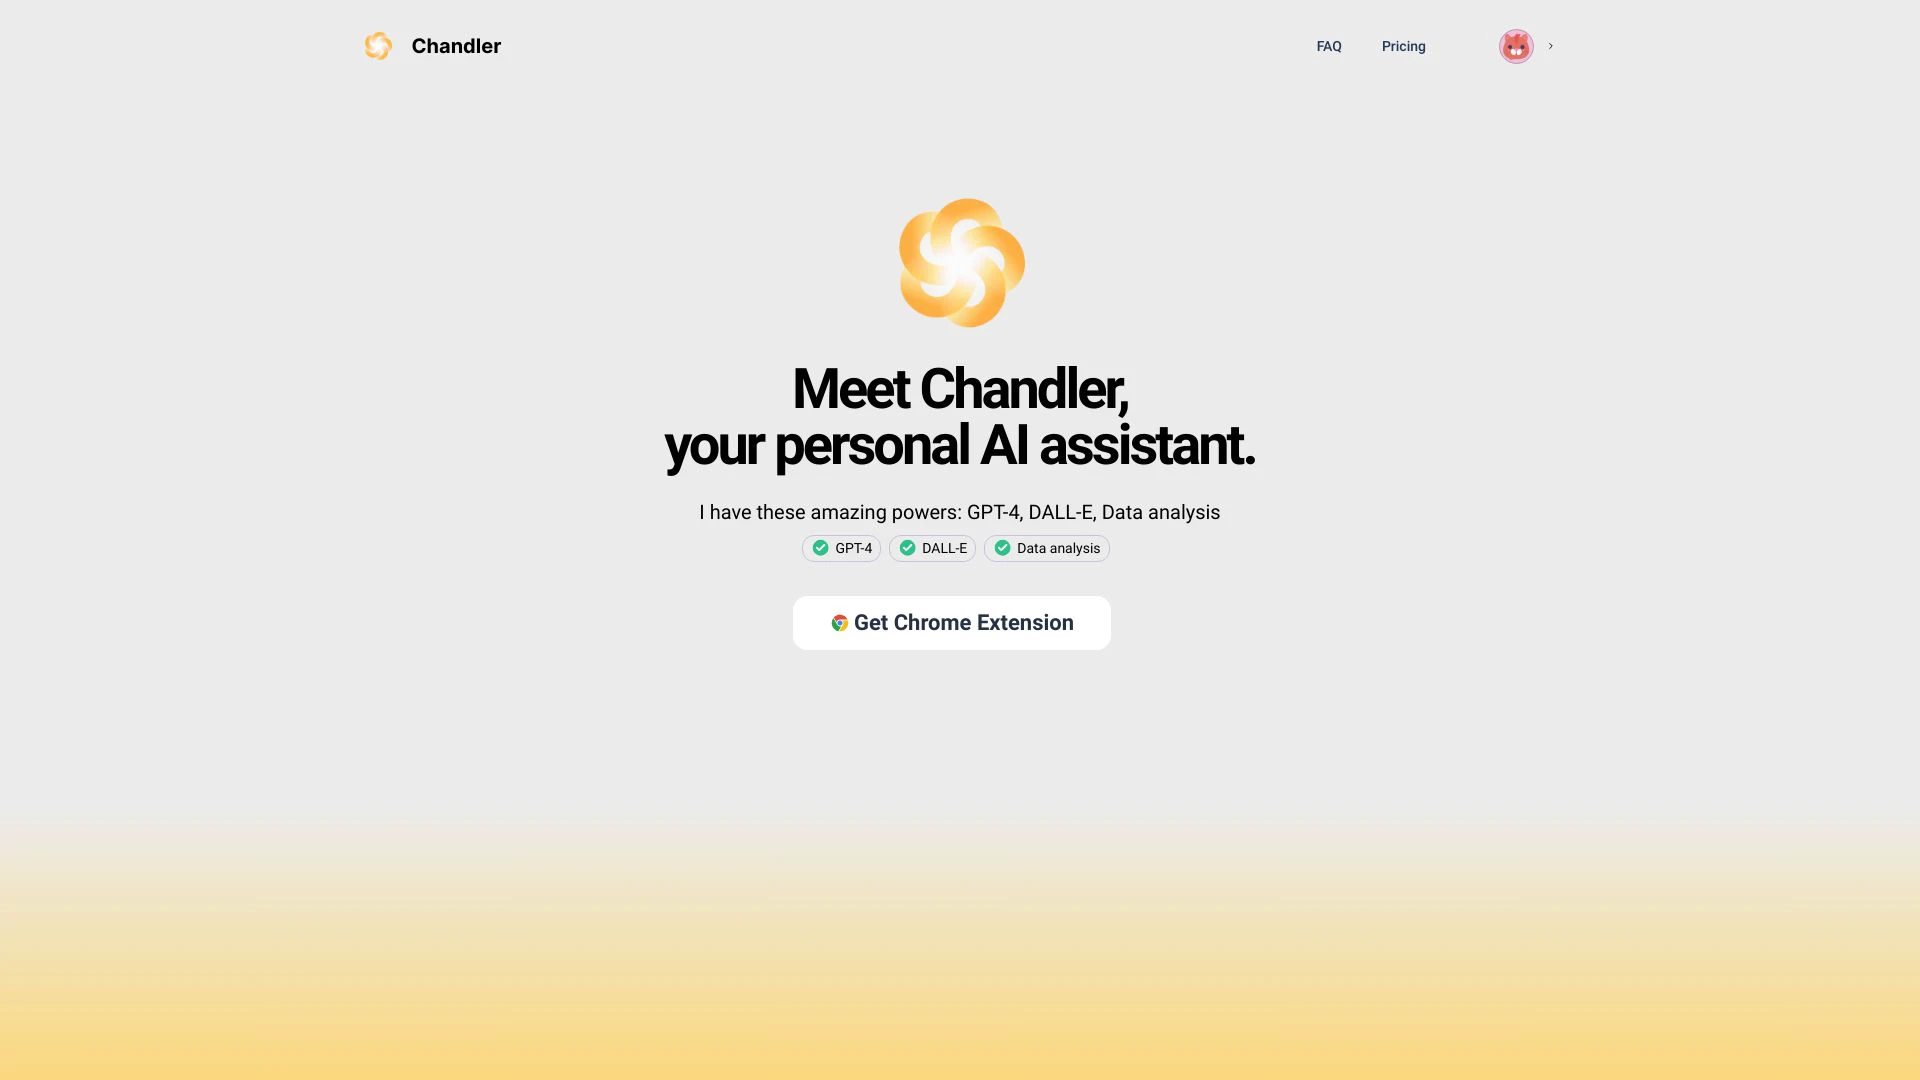 Chandler
FAQ
Pricing
Meet Chandler,
your personal AI assistant.
I have these amazing powers: GPT-4, DALL-E, Data analysis
GPT-4
DALL-E
Data analysis
Get Chrome Extension